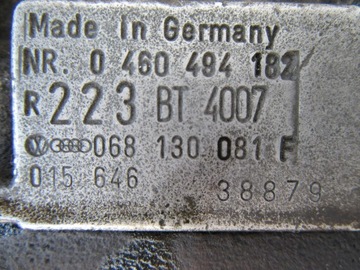 Made in Germany
NR. 0 460 494 182
R 223 BT 4007
068 130 081 F
015 646 38879